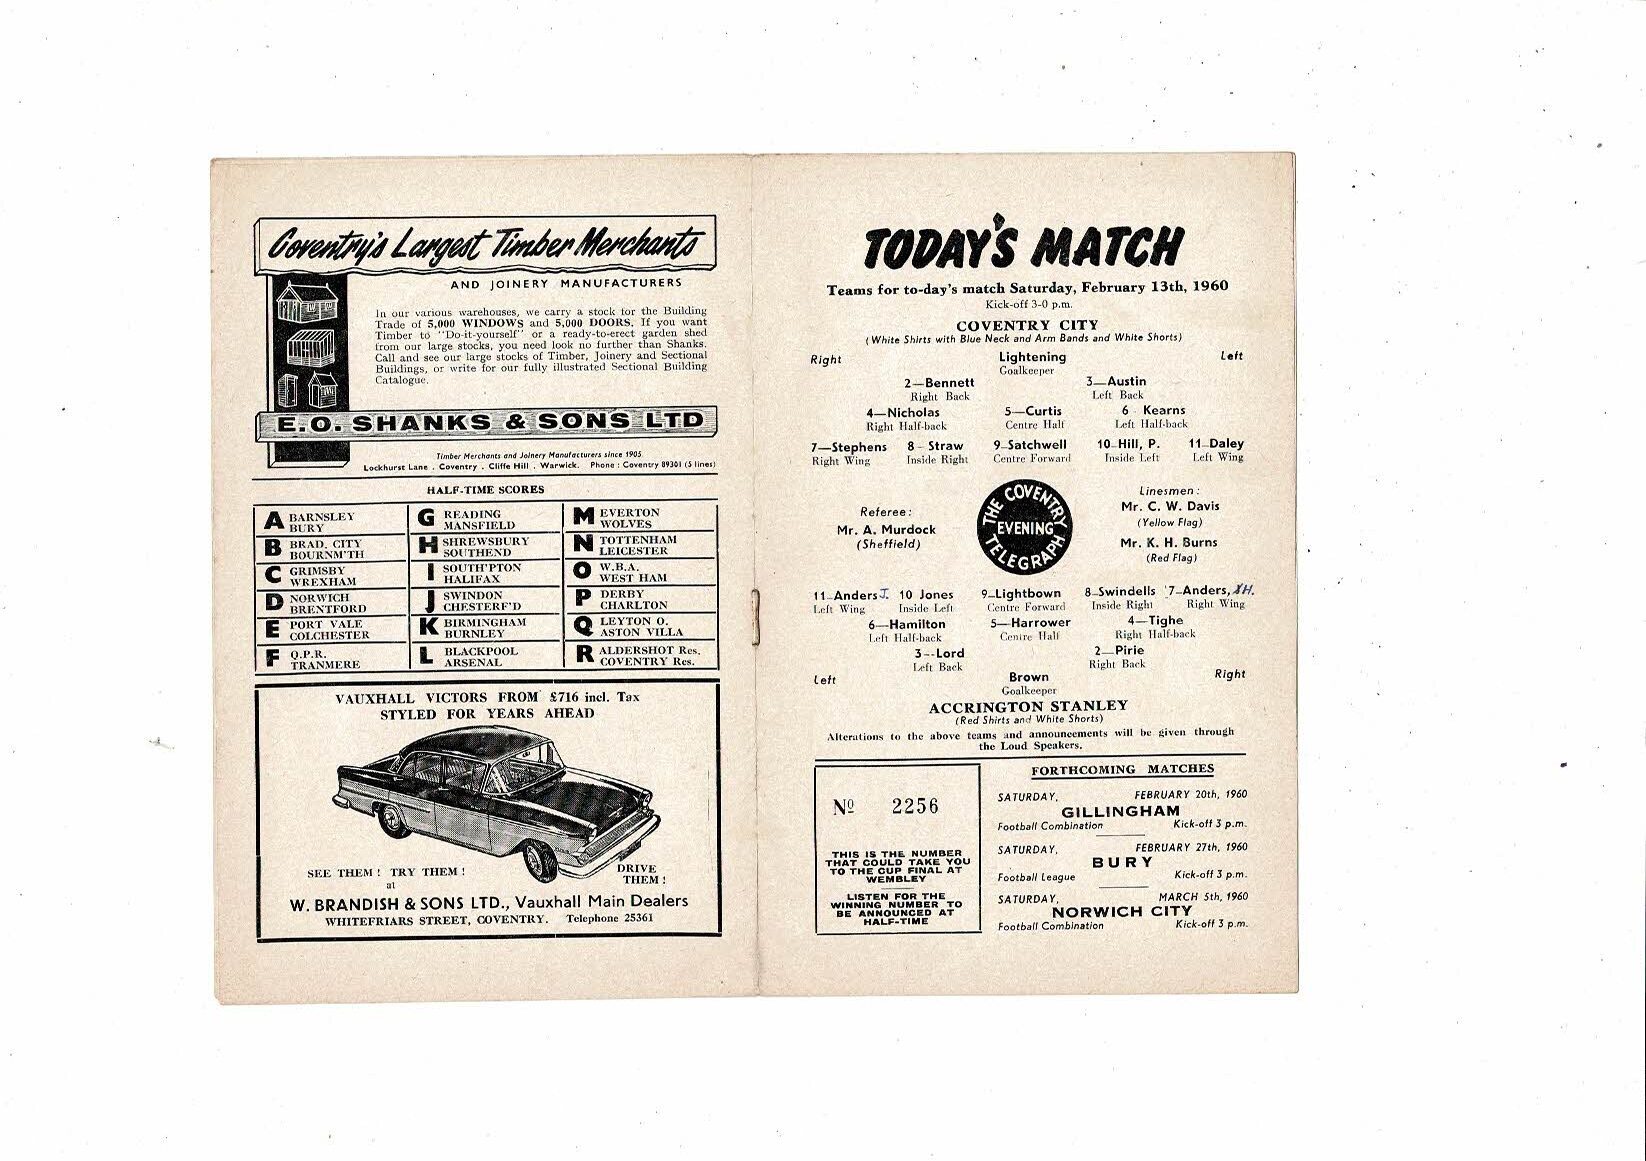 Coventry's Largest Timber Merchants
AND JOINERY MANUFACTURERS
In our various warehouses, we carry a stock for the Building
Trade of 5,000 WINDOWS and 5,000 DOORS. If you want
Timber to "Do-it-yourself" or a ready-to-erect garden shed
from our large stocks, you need look no further than Shanks.
Call and see our large stocks of Timber, Joinery and Sectional
Buildings, or write for our fully illustrated Sectional Building
Catalogue.
E.O. SHANKS & SONS LTD
Timber Merchants and Joinery Manufacturers since 1905
Lockhurst Lane . Coventry . Cliffe Hill . Warwick. Phone : Coventry 89301 (5 lines)
HALF-TIME SCORES
A BARNSLEY
BURY
B BRAD. CITY
BOURNM'TH
C GRIMSBY
WREXHAM
D NORWICH
BRENTFORD
E PORT VALE
COLCHESTER
F Q.P.R.
TRANMERE
G READING
MANSFIELD
H SHREWSBURY
SOUTHEND
I SOUTH'PTON
HALIFAX
J SWINDON
CHESTERF'D
K BIRMINGHAM
BURNLEY
L BLACKPOOL
ARSENAL
M EVERTON
WOLVES
N TOTTENHAM
LEICESTER
O W.B.A.
WEST HAM
P DERBY
CHARLTON
Q LEYTON O.
ASTON VILLA
R ALDERSHOT Res.
COVENTRY Res.
VAUXHALL VICTORS FROM £716 incl. Tax
STYLED FOR YEARS AHEAD
SEE THEM ! TRY THEM !
DRIVE
THEM !
at
W. BRANDISH & SONS LTD., Vauxhall Main Dealers
WHITEFRIARS STREET, COVENTRY. Telephone 25361
TODAY'S MATCH
Teams for to-day's match Saturday, February 13th, 1960
Kick-off 3-0 p.m.
COVENTRY CITY
(White Shirts with Blue Neck and Arm Bands and White Shorts)
Right Lightening Left
Goalkeeper
2—Bennett 3—Austin
Right Back Left Back
4—Nicholas 5—Curtis 6 Kearns
Right Half-back Centre Half Left Half-back
7—Stephens 8—Straw 9—Satchwell 10—Hill, P. 11—Daley
Right Wing Inside Right Centre Forward Inside Left Left Wing
Referee :
Mr. A. Murdock
(Sheffield)
THE COVENTRY
EVENING
TELEGRAPH
Linesmen :
Mr. C. W. Davis
(Yellow Flag)
Mr. K. H. Burns
(Red Flag)
11—Anders J. 10 Jones 9—Lightbown 8—Swindells 7—Anders, H.
Left Wing Inside Left Centre Forward Inside Right Right Wing
6—Hamilton 5—Harrower 4—Tighe
Left Half-back Centre Half Right Half-back
3--Lord 2—Pirie
Left Back Right Back
Left Brown Right
Goalkeeper
ACCRINGTON STANLEY
(Red Shirts and White Shorts)
Alterations to the above teams and announcements will be given through
the Loud Speakers.
No 2256
THIS IS THE NUMBER
THAT COULD TAKE YOU
TO THE CUP FINAL AT
WEMBLEY
LISTEN FOR THE
WINNING NUMBER TO
BE ANNOUNCED AT
HALF-TIME
FORTHCOMING MATCHES
SATURDAY, FEBRUARY 20th, 1960
GILLINGHAM
Football Combination Kick-off 3 p.m.
SATURDAY, FEBRUARY 27th, 1960
BURY
Football League Kick-off 3 p.m.
SATURDAY, MARCH 5th, 1960
NORWICH CITY
Football Combination Kick-off 3 p.m.